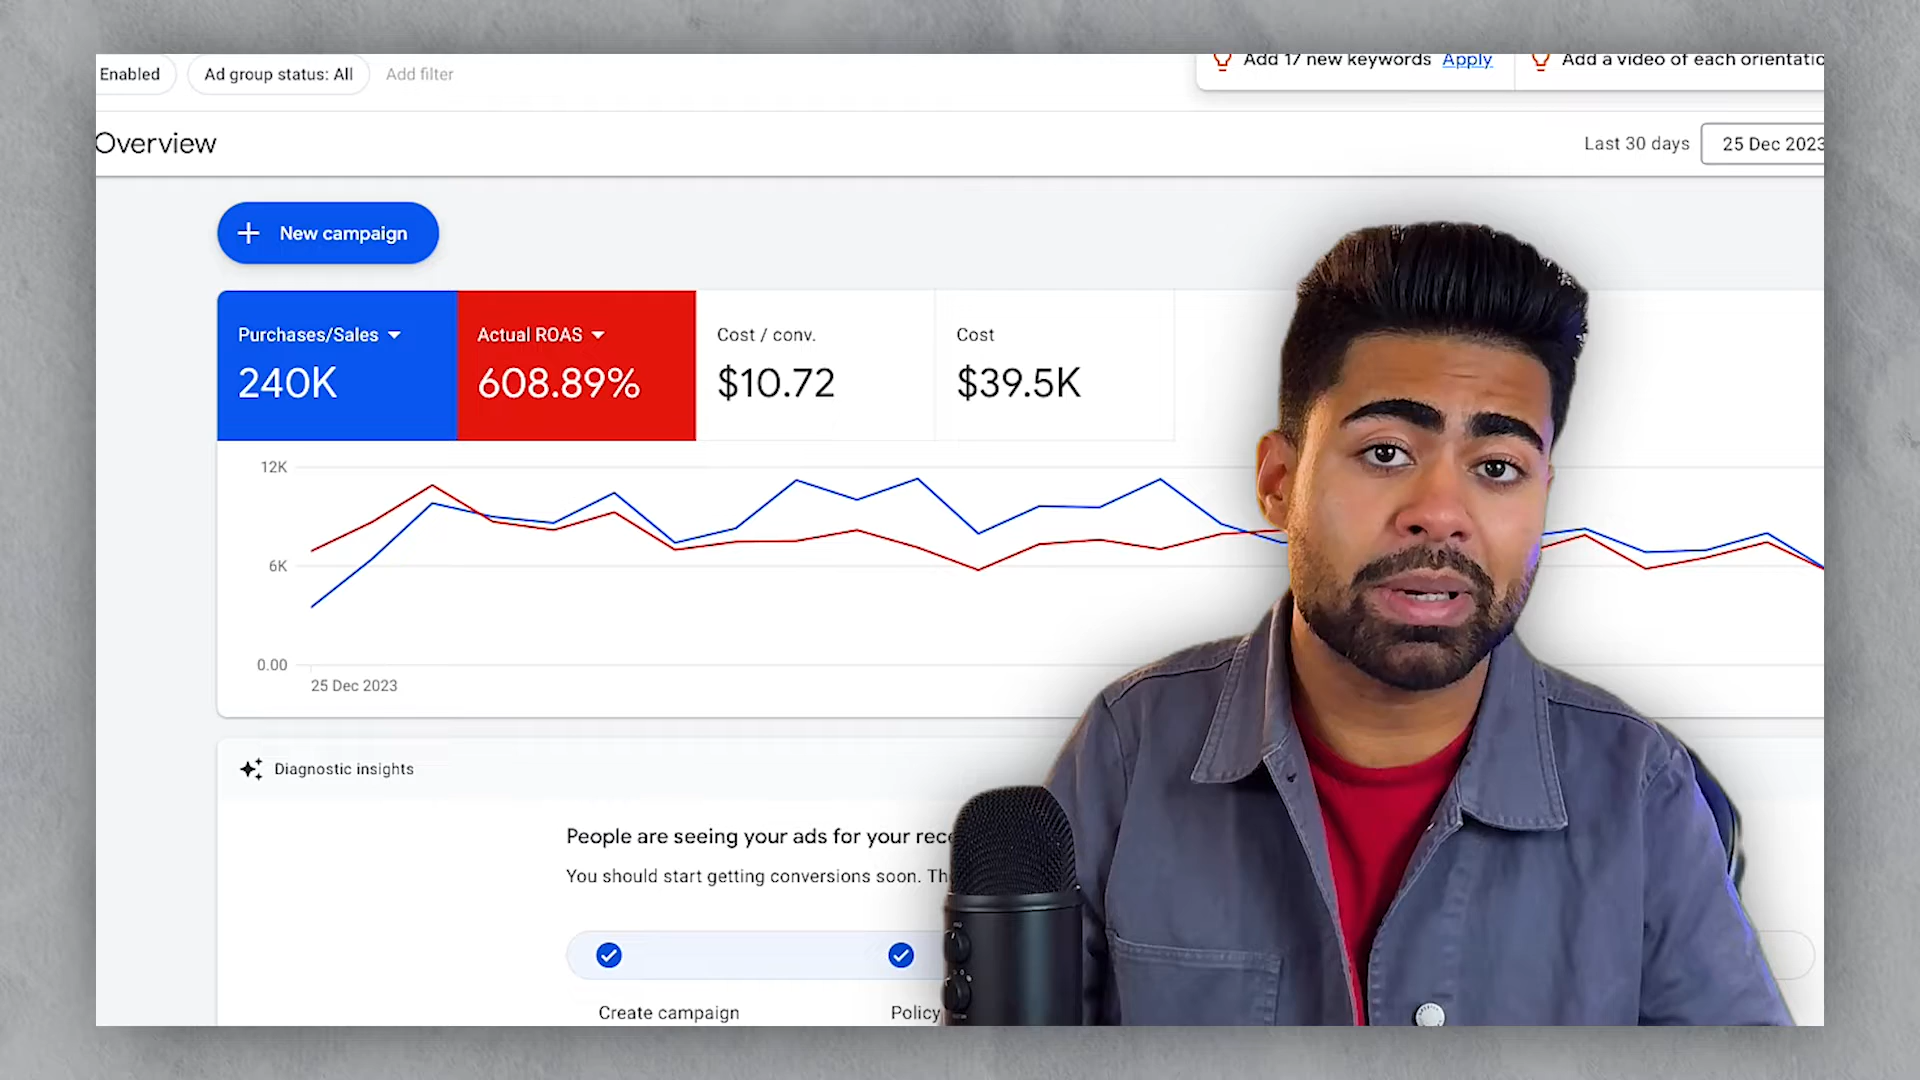 Enabled
Ad group status: All
Add filter
Add 17 new keywords Apply
Add a video of each
Overview
Last 30 days
25 Dec 2023
+ New campaign
Purchases/Sales
240K
Actual ROAS
608.89%
Cost / conv.
$10.72
Cost
$39.5K
12K
6K
0.00
25 Dec 2023
Diagnostic insights
People are seeing your ads for your
You should start getting conversions soon.
Create campaign
Policy